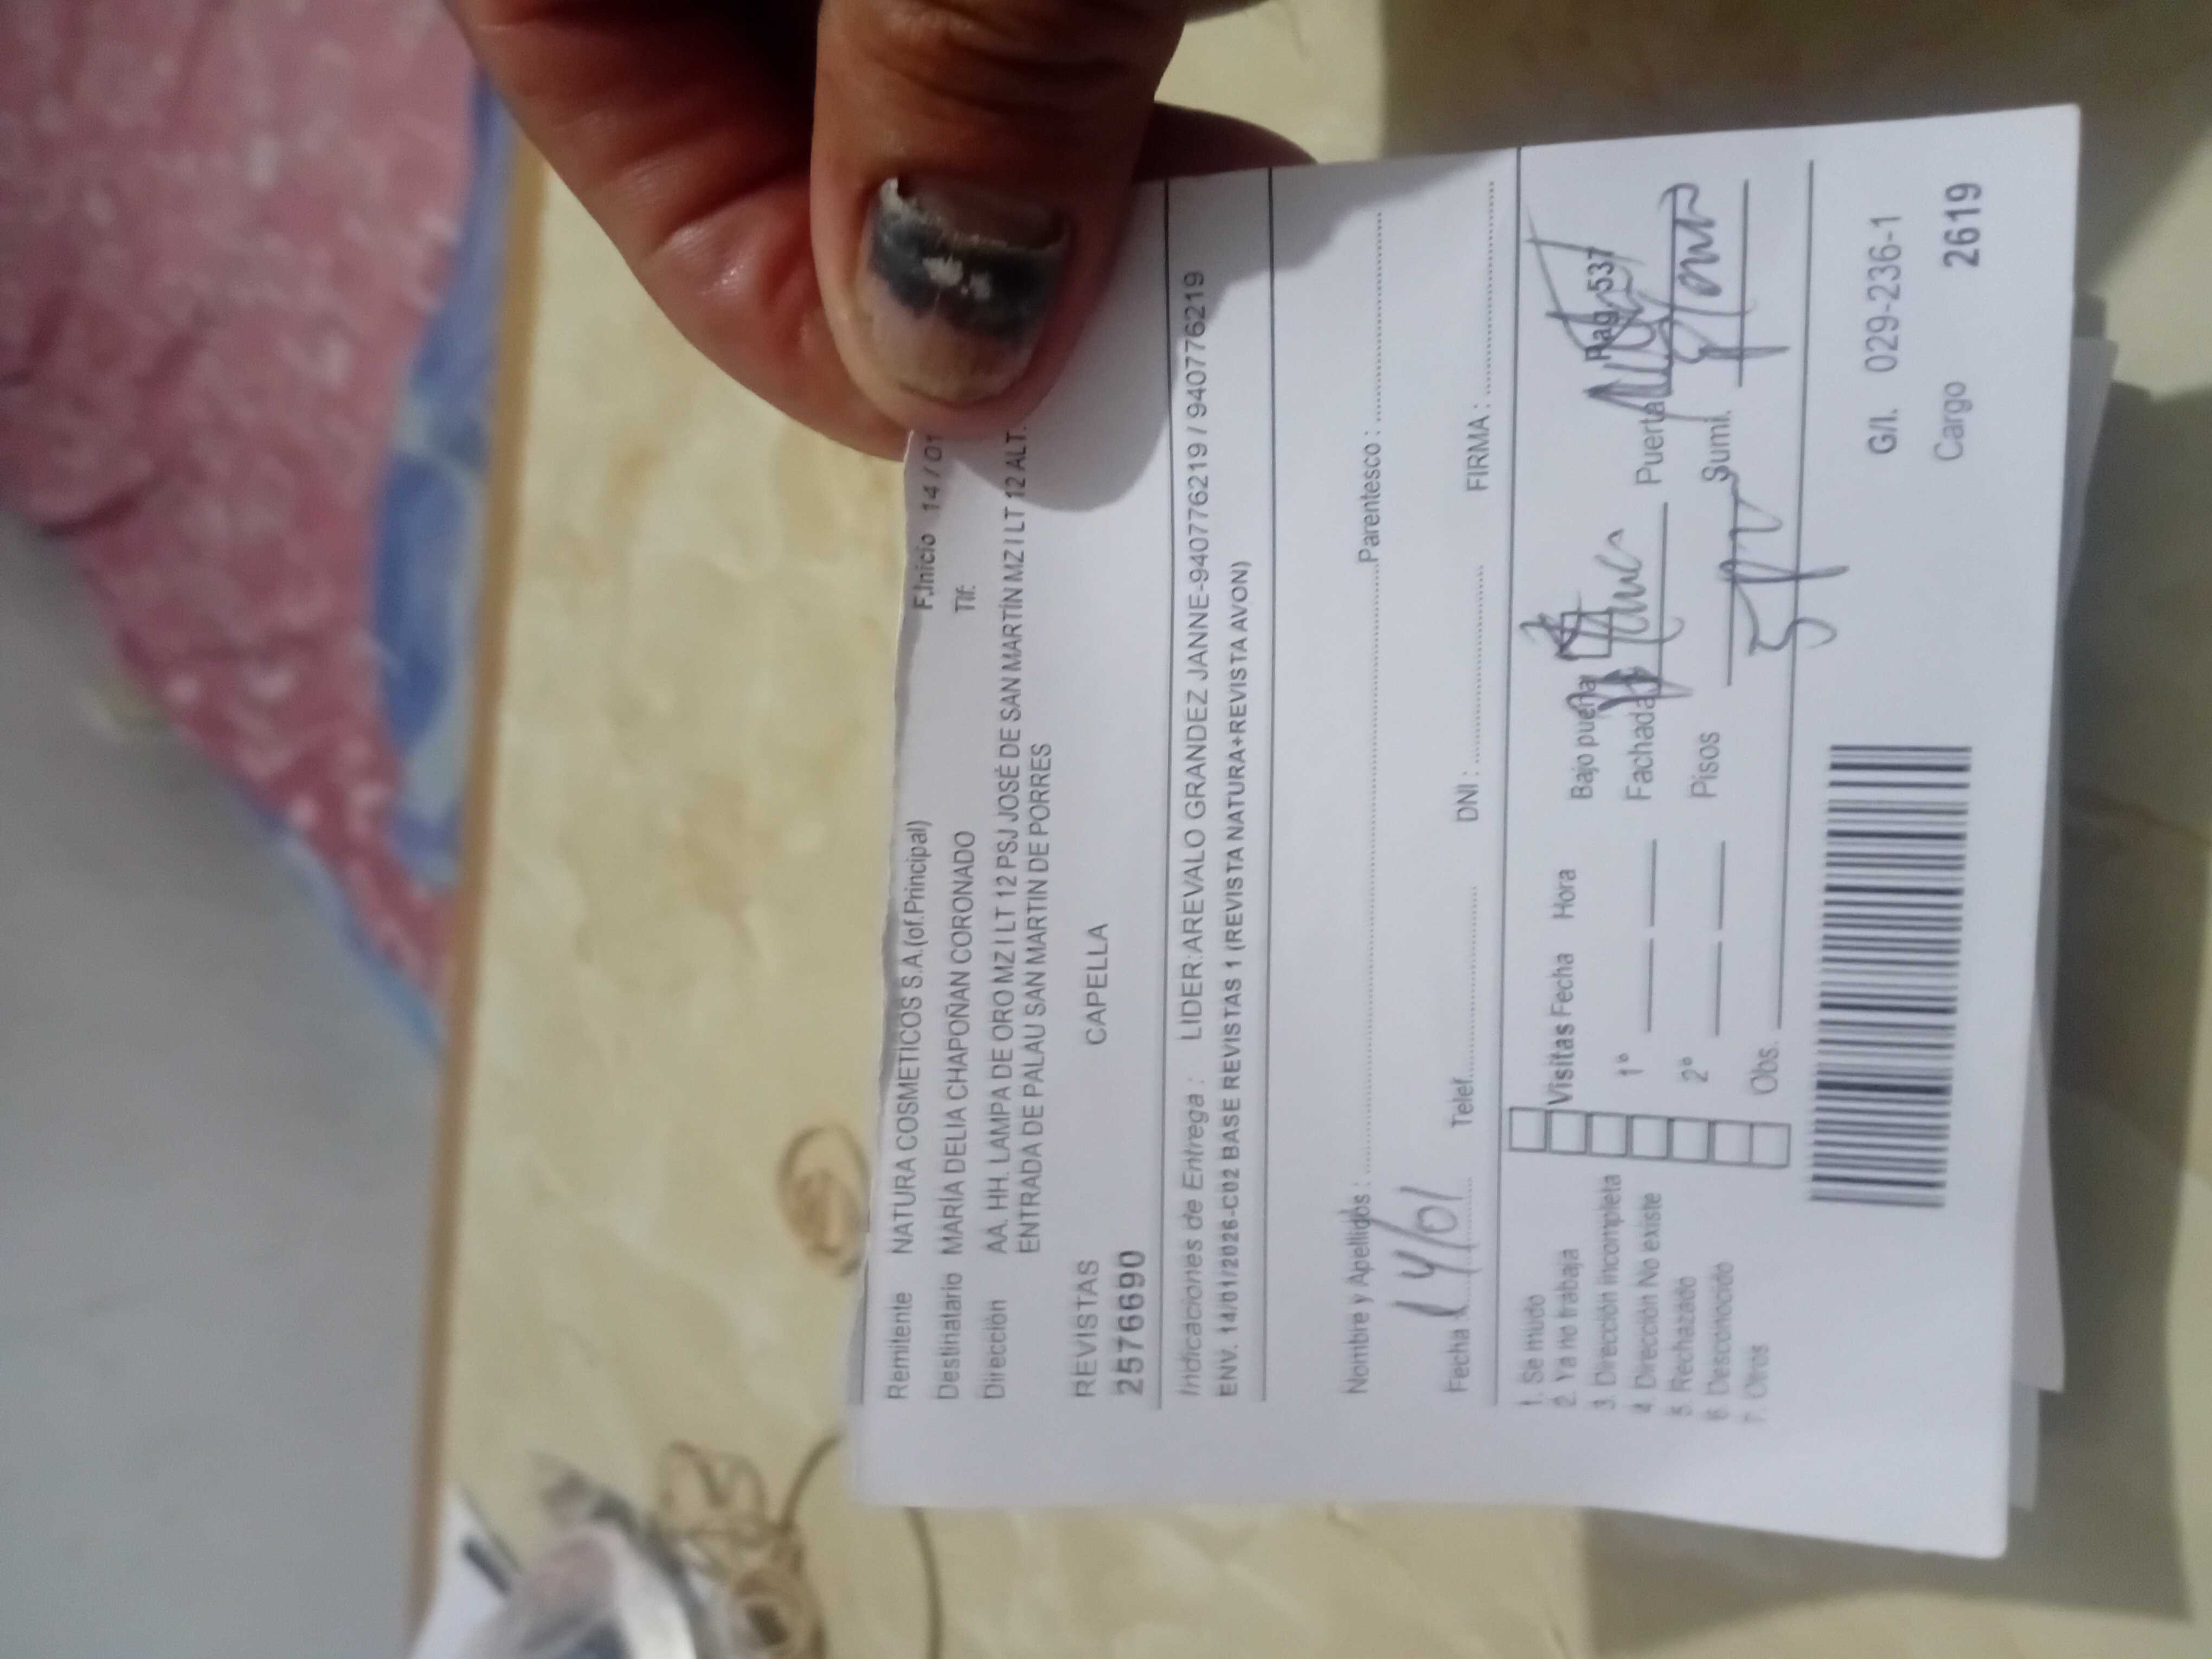 Remitente NATURA COSMETICOS S.A.(of.Principal) F.Inicio 14 / 01
Destinatario MARÍA DELIA CHAPOÑAN CORONADO Tlf:
Dirección AA. HH. LAMPA DE ORO MZ I LT 12 PSJ JOSÉ DE SAN MARTÍN MZ I LT 12 ALT.
ENTRADA DE PALAU SAN MARTIN DE PORRES
REVISTAS CAPELLA
25766690
Indicaciones de Entrega : LIDER:AREVALO GRANDEZ JANNE-940776219 / 940776219
ENV. 14/01/2026-C02 BASE REVISTAS 1 (REVISTA NATURA+REVISTA AVON)
Nombre y Apellidos : Parentesco :
Fecha : 14/01 Telef. DNI : FIRMA :
1. Se mudo
2. Ya no trabaja
3. Dirección incompleta
4. Dirección No existe
5. Rechazado
6. Desconocido
7. Otros
Visitas Fecha Hora Bajo puerta Pag 537
1° Fachada Puerta
2° Pisos Sumi.
Obs.
G/I. 029-236-1
Cargo 2619